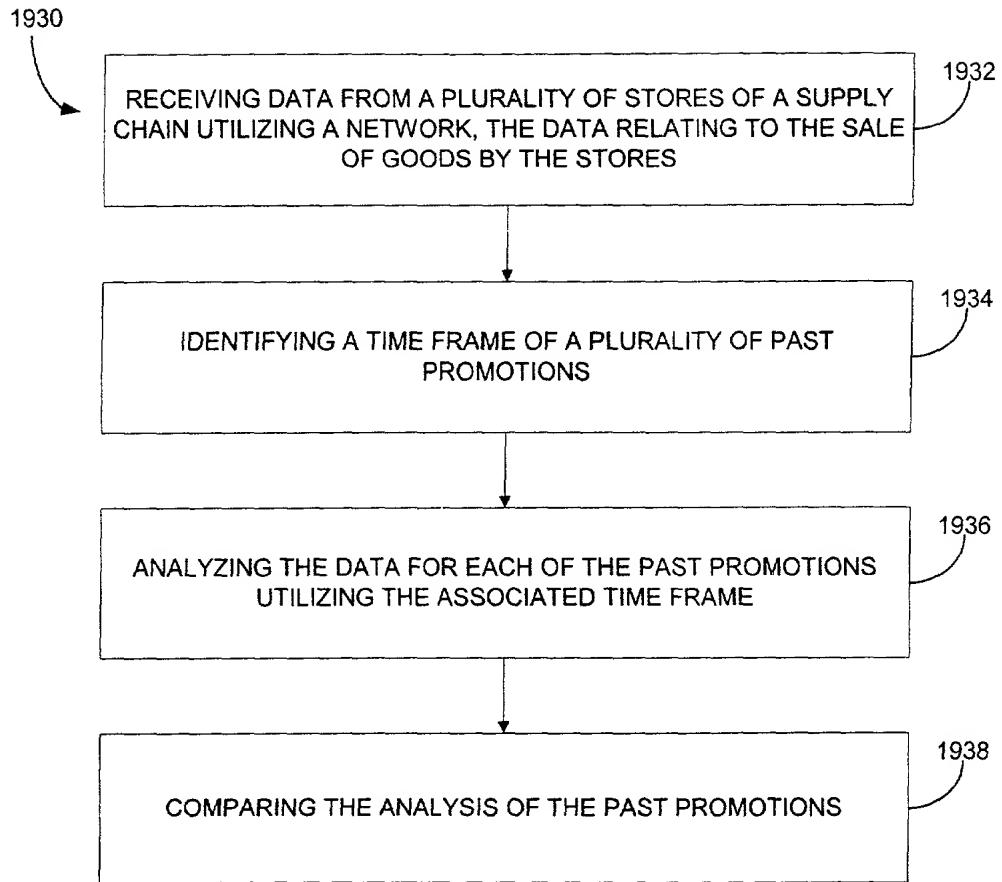 1930
1932
RECEIVING DATA FROM A PLURALITY OF STORES OF A SUPPLY
CHAIN UTILIZING A NETWORK, THE DATA RELATING TO THE SALE
OF GOODS BY THE STORES
1934
IDENTIFYING A TIME FRAME OF A PLURALITY OF PAST
PROMOTIONS
1936
ANALYZING THE DATA FOR EACH OF THE PAST PROMOTIONS
UTILIZING THE ASSOCIATED TIME FRAME
1938
COMPARING THE ANALYSIS OF THE PAST PROMOTIONS